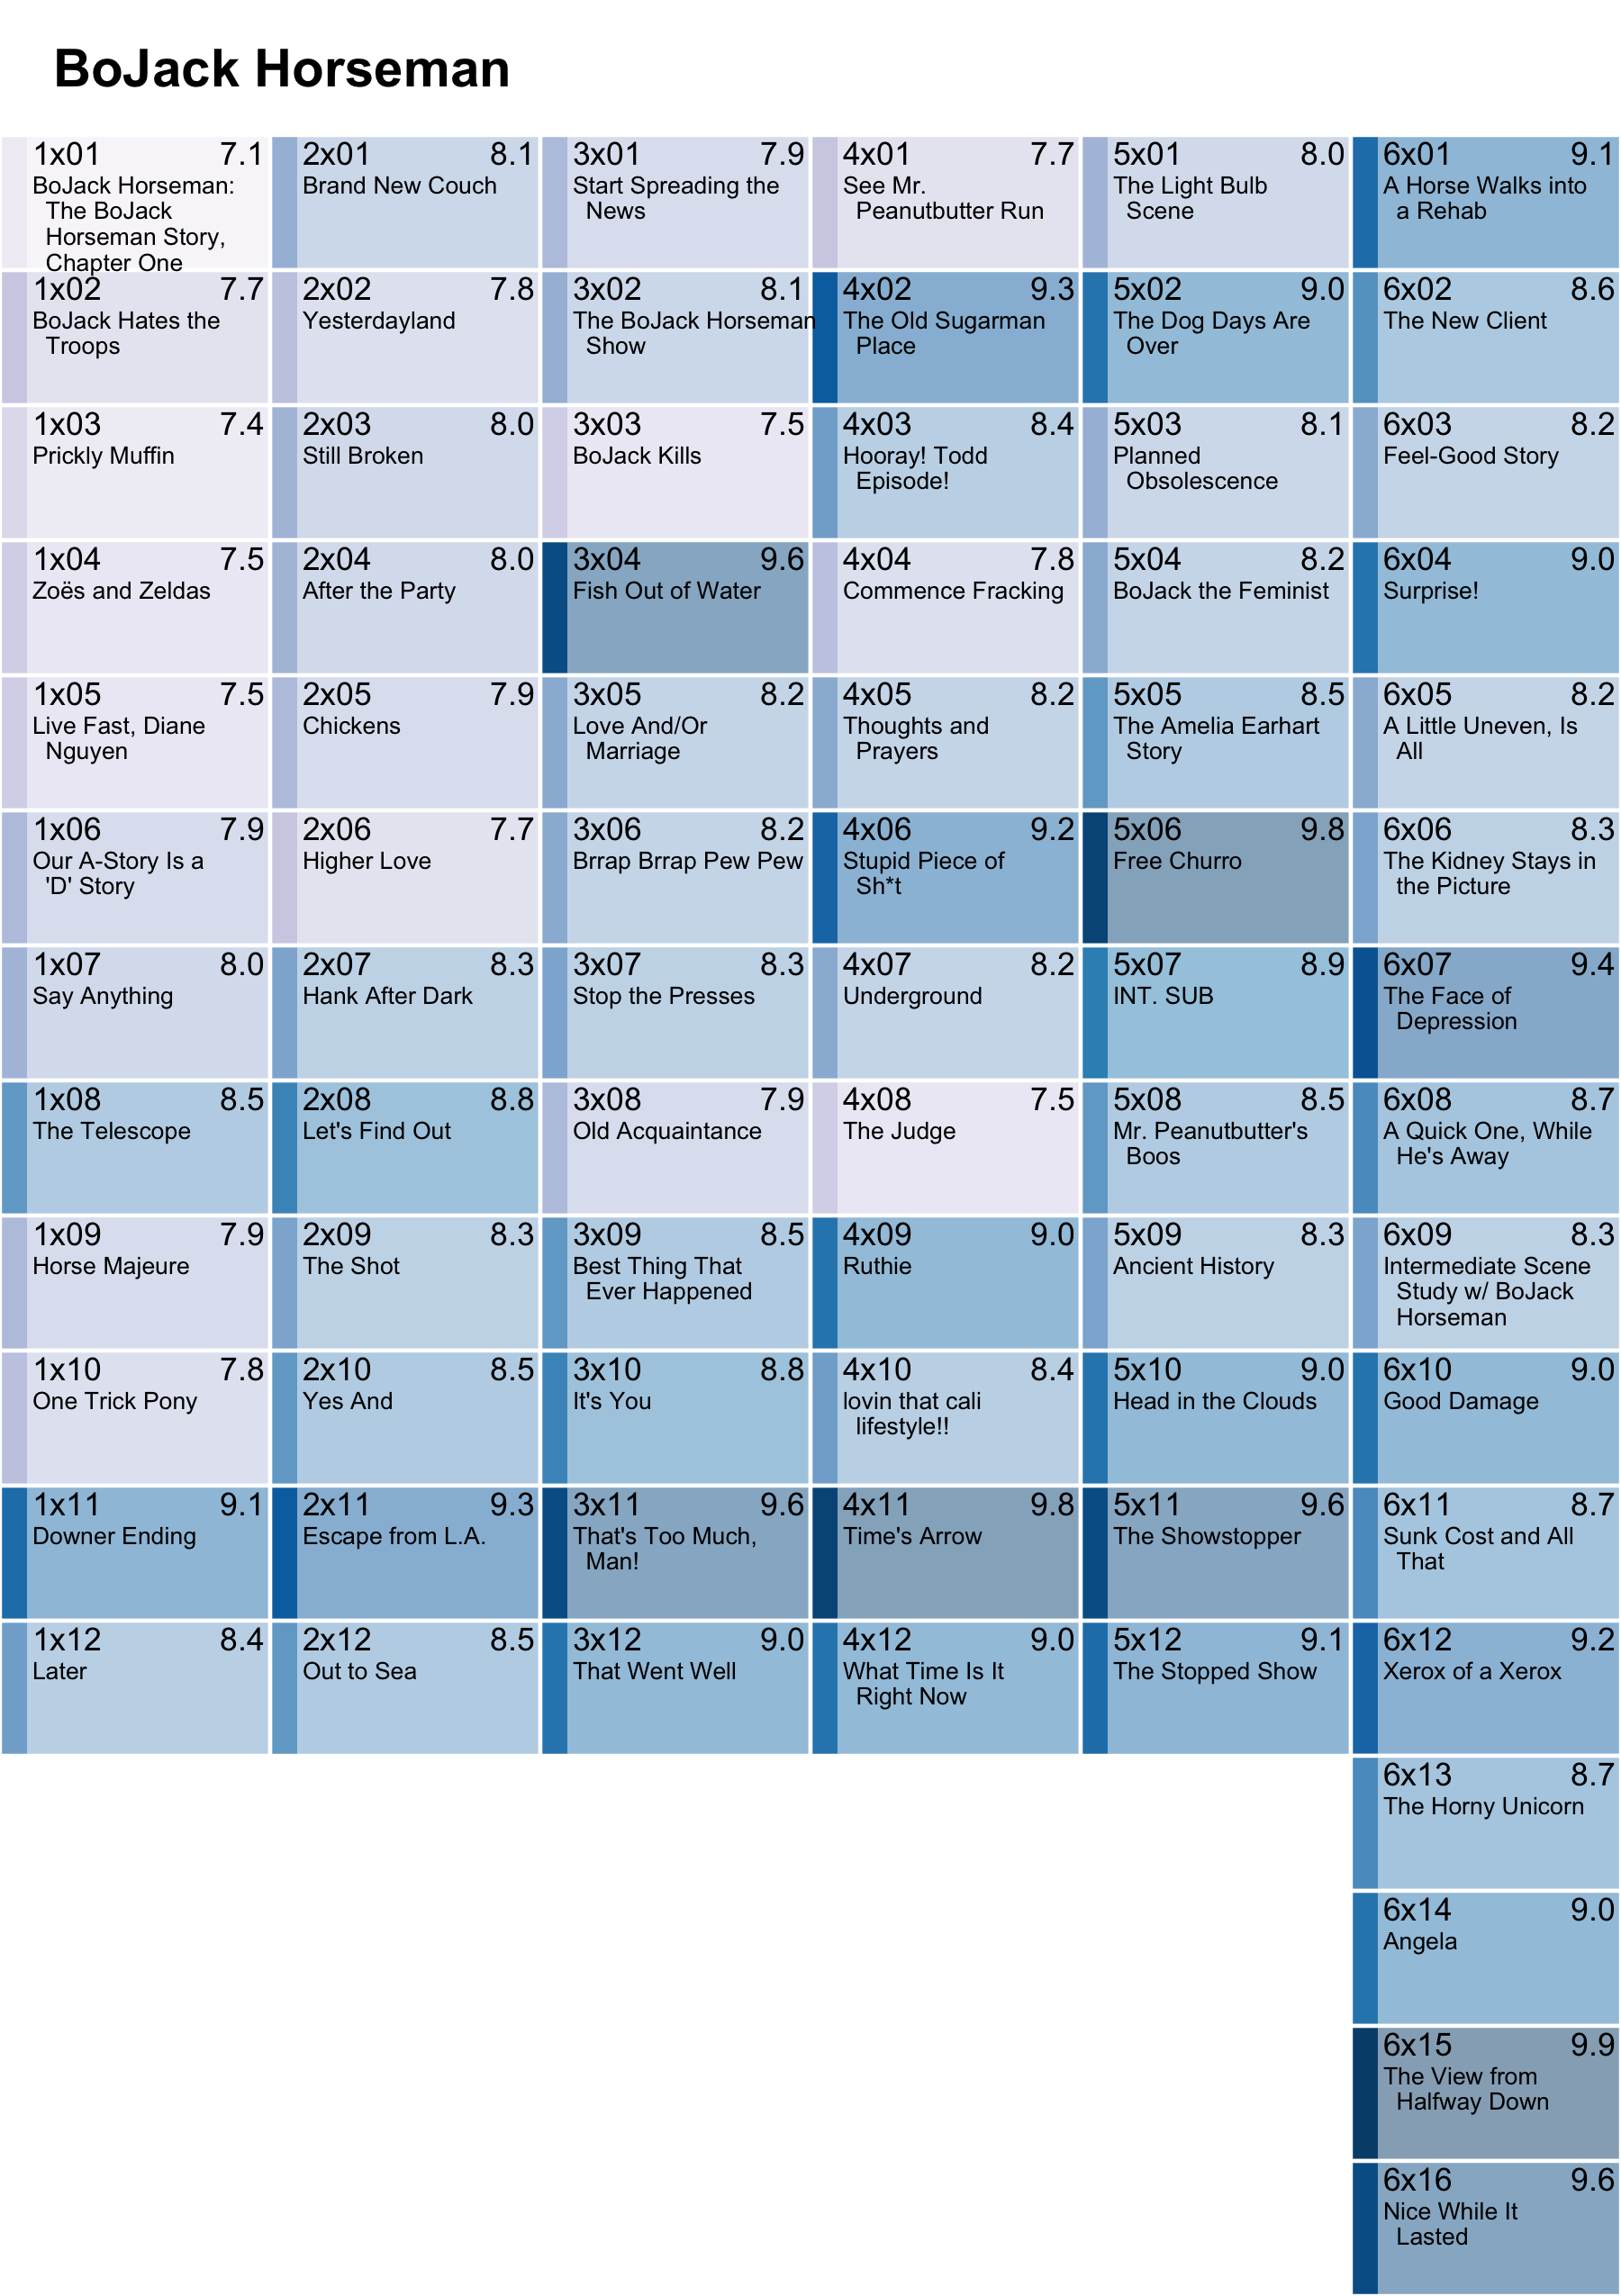 BoJack Horseman
1x01 7.1
BoJack Horseman:
The BoJack
Horseman Story,
Chapter One
1x02 7.7
BoJack Hates the
Troops
1x03 7.4
Prickly Muffin
1x04 7.5
Zoës and Zeldas
1x05 7.5
Live Fast, Diane
Nguyen
1x06 7.9
Our A-Story Is a
'D' Story
1x07 8.0
Say Anything
1x08 8.5
The Telescope
1x09 7.9
Horse Majeure
1x10 7.8
One Trick Pony
1x11 9.1
Downer Ending
1x12 8.4
Later
2x01 8.1
Brand New Couch
2x02 7.8
Yesterdayland
2x03 8.0
Still Broken
2x04 8.0
After the Party
2x05 7.9
Chickens
2x06 7.7
Higher Love
2x07 8.3
Hank After Dark
2x08 8.8
Let's Find Out
2x09 8.3
The Shot
2x10 8.5
Yes And
2x11 9.3
Escape from L.A.
2x12 8.5
Out to Sea
3x01 7.9
Start Spreading the
News
3x02 8.1
The BoJack Horseman
Show
3x03 7.5
BoJack Kills
3x04 9.6
Fish Out of Water
3x05 8.2
Love And/Or
Marriage
3x06 8.2
Brrap Brrap Pew Pew
3x07 8.3
Stop the Presses
3x08 7.9
Old Acquaintance
3x09 8.5
Best Thing That
Ever Happened
3x10 8.8
It's You
3x11 9.6
That's Too Much,
Man!
3x12 9.0
That Went Well
4x01 7.7
See Mr.
Peanutbutter Run
4x02 9.3
The Old Sugarman
Place
4x03 8.4
Hooray! Todd
Episode!
4x04 7.8
Commence Fracking
4x05 8.2
Thoughts and
Prayers
4x06 9.2
Stupid Piece of
Sh*t
4x07 8.2
Underground
4x08 7.5
The Judge
4x09 9.0
Ruthie
4x10 8.4
lovin that cali
lifestyle!!
4x11 9.8
Time's Arrow
4x12 9.0
What Time Is It
Right Now
5x01 8.0
The Light Bulb
Scene
5x02 9.0
The Dog Days Are
Over
5x03 8.1
Planned
Obsolescence
5x04 8.2
BoJack the Feminist
5x05 8.5
The Amelia Earhart
Story
5x06 9.8
Free Churro
5x07 8.9
INT. SUB
5x08 8.5
Mr. Peanutbutter's
Boos
5x09 8.3
Ancient History
5x10 9.0
Head in the Clouds
5x11 9.6
The Showstopper
5x12 9.1
The Stopped Show
6x01 9.1
A Horse Walks into
a Rehab
6x02 8.6
The New Client
6x03 8.2
Feel-Good Story
6x04 9.0
Surprise!
6x05 8.2
A Little Uneven, Is
All
6x06 8.3
The Kidney Stays in
the Picture
6x07 9.4
The Face of
Depression
6x08 8.7
A Quick One, While
He's Away
6x09 8.3
Intermediate Scene
Study w/ BoJack
Horseman
6x10 9.0
Good Damage
6x11 8.7
Sunk Cost and All
That
6x12 9.2
Xerox of a Xerox
6x13 8.7
The Horny Unicorn
6x14 9.0
Angela
6x15 9.9
The View from
Halfway Down
6x16 9.6
Nice While It
Lasted